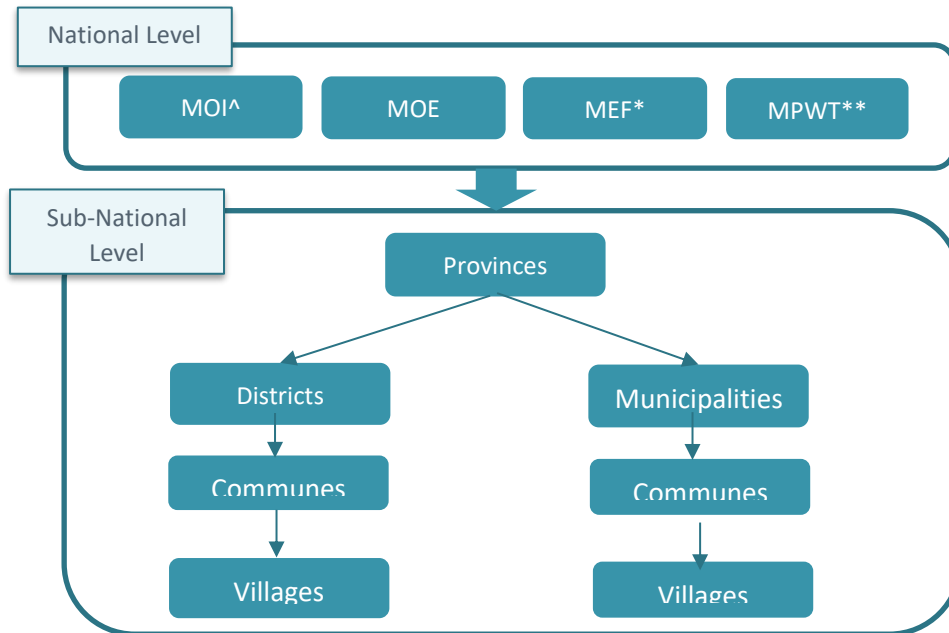 National Level
MOI^
MOE
MEF*
MPWT**
Sub-National
Level
Provinces
Districts
Municipalities
Communes
Communes
Villages
Villages